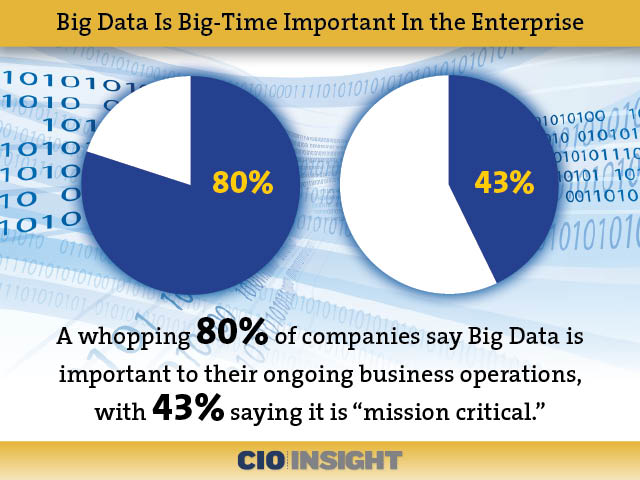 Big Data Is Big-Time Important In the Enterprise
80%
43%
A whopping 80% of companies say Big Data is
important to their ongoing business operations,
with 43% saying it is “mission critical.”
CIO INSIGHT